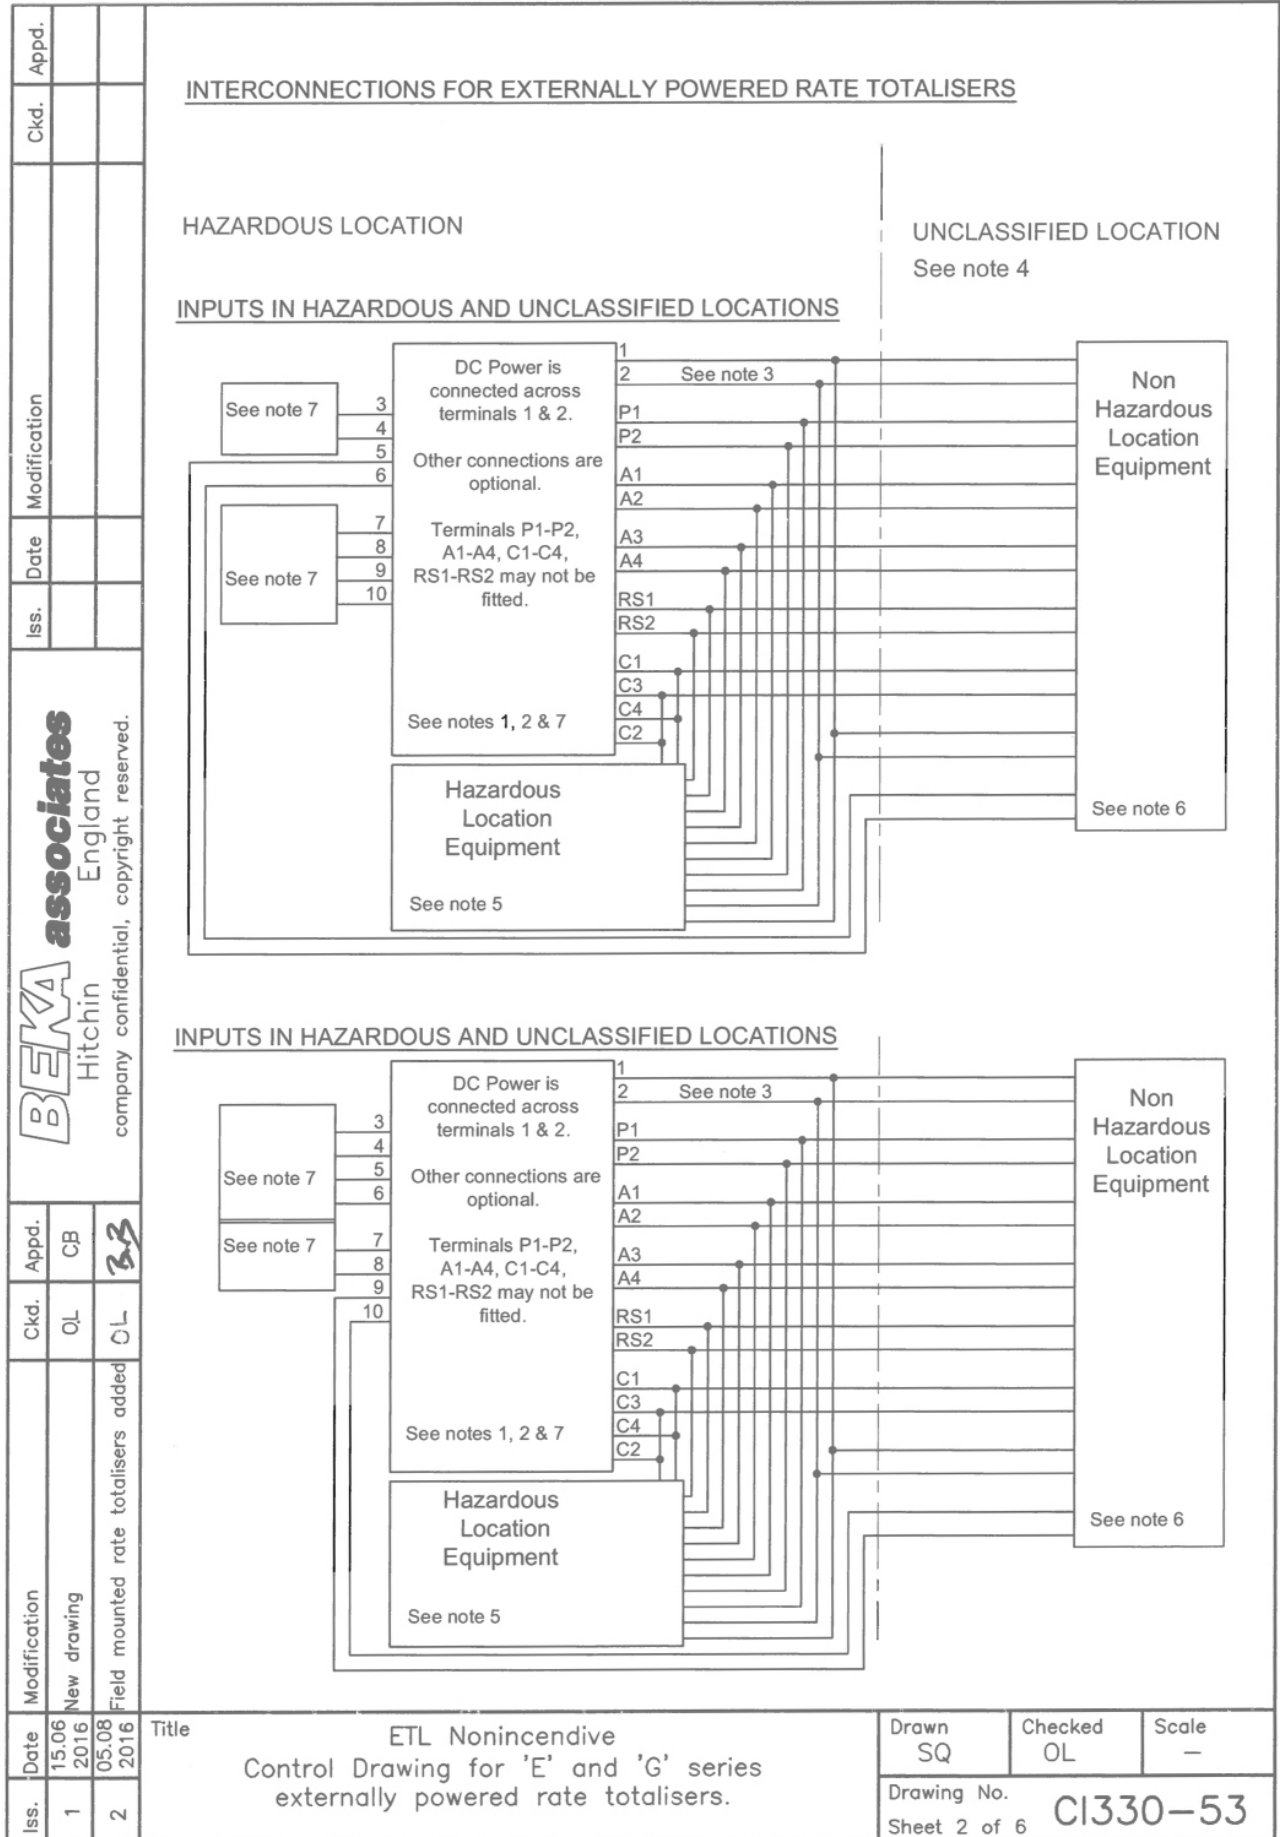 INTERCONNECTIONS FOR EXTERNALLY POWERED RATE TOTALISERS
HAZARDOUS LOCATION
UNCLASSIFIED LOCATION
See note 4
INPUTS IN HAZARDOUS AND UNCLASSIFIED LOCATIONS
DC Power is
connected across
terminals 1 & 2.
Other connections are
optional.
Terminals P1-P2,
A1-A4, C1-C4,
RS1-RS2 may not be
fitted.
See notes 1, 2 & 7
See note 7
See note 7
3
4
5
6
7
8
9
10
1
2
See note 3
P1
P2
A1
A2
A3
A4
RS1
RS2
C1
C3
C4
C2
Non
Hazardous
Location
Equipment
See note 6
Hazardous
Location
Equipment
See note 5
INPUTS IN HAZARDOUS AND UNCLASSIFIED LOCATIONS
DC Power is
connected across
terminals 1 & 2.
Other connections are
optional.
Terminals P1-P2,
A1-A4, C1-C4,
RS1-RS2 may not be
fitted.
See notes 1, 2 & 7
See note 7
See note 7
3
4
5
6
7
8
9
10
1
2
See note 3
P1
P2
A1
A2
A3
A4
RS1
RS2
C1
C3
C4
C2
Non
Hazardous
Location
Equipment
See note 6
Hazardous
Location
Equipment
See note 5
Title
ETL Nonincendive
Control Drawing for 'E' and 'G' series
externally powered rate totalisers.
Drawn
SQ
Checked
OL
Scale
–
Drawing No.
CI330–53
Sheet 2 of 6
Iss. Date Modification Ckd. Appd.
1 15.06 2016 New drawing OL CB
2 05.08 2016 Field mounted rate totalisers added OL
BEKA associates
Hitchin England
company confidential, copyright reserved.
Iss. Date Modification Ckd. Appd.